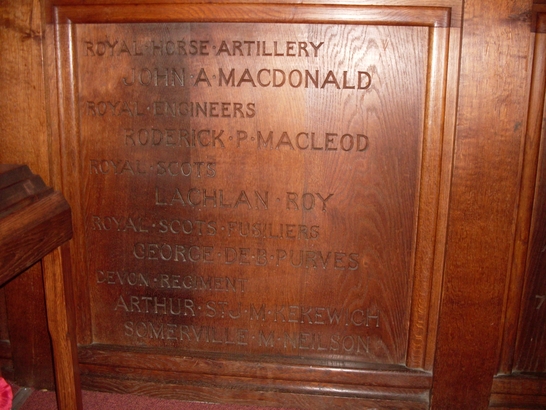 ROYAL·HORSE·ARTILLERY
JOHN·A·MACDONALD
ROYAL·ENGINEERS
RODERICK·P·MACLEOD
ROYAL·SCOTS
LACHLAN·ROY
ROYAL·SCOTS·FUSILIERS
GEORGE·DE·B·PURVES
DEVON·REGIMENT
ARTHUR·STJ·M·KEKEWICH
SOMERVILLE·M·NEILSON